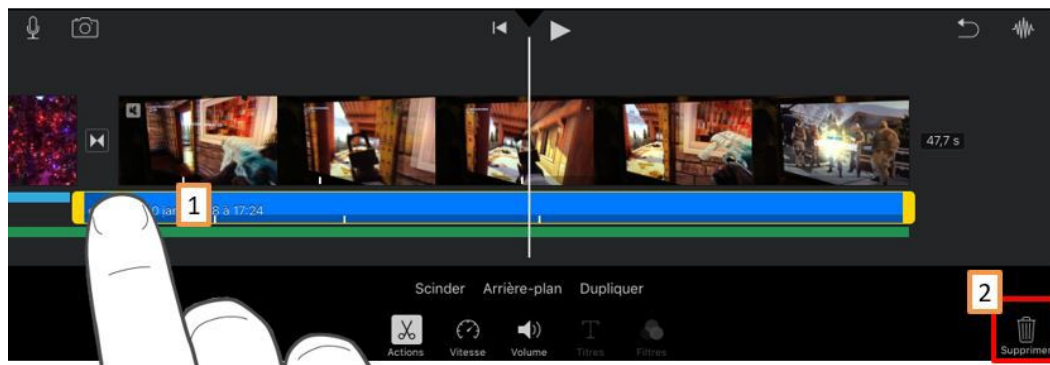 47,7 s
1
8 à 17:24
Scinder Arrière-plan Dupliquer
2
Actions Vitesse Volume Titres Filtres
Supprimer